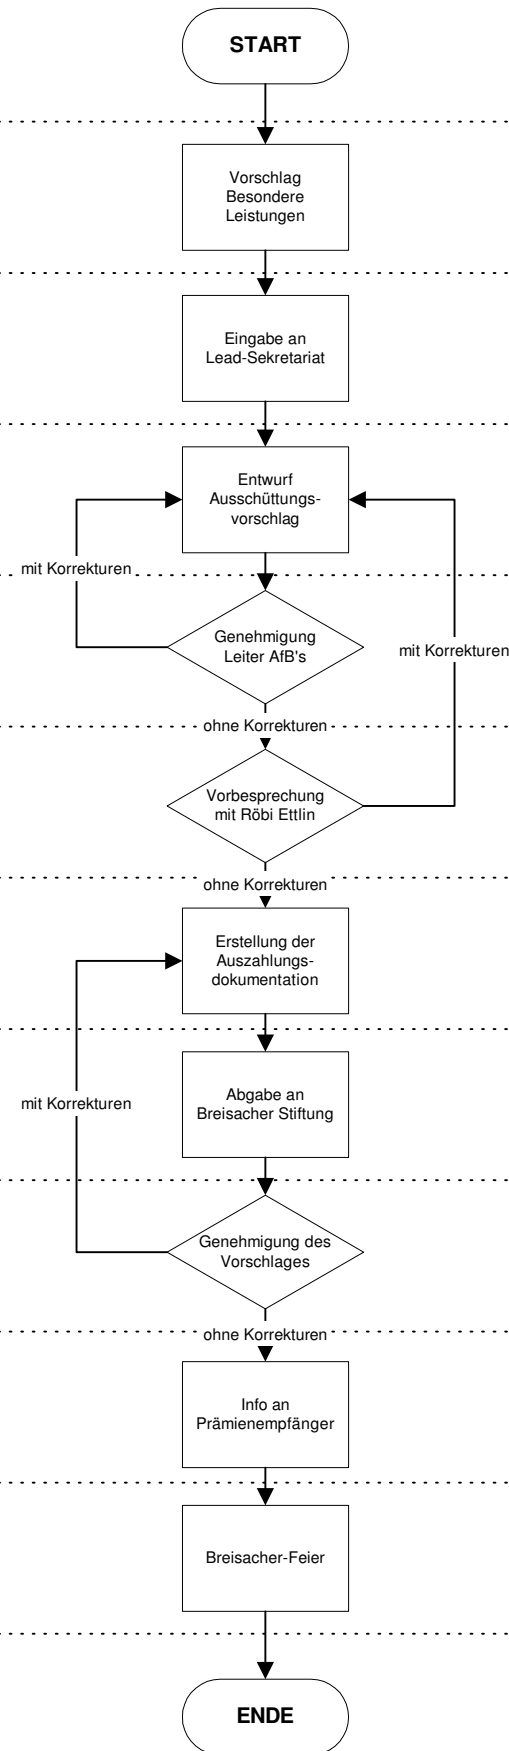 START
Vorschlag
Besondere
Leistungen
Eingabe an
Lead-Sekretariat
Entwurf
Ausschüttungs-
vorschlag
mit Korrekturen
Genehmigung
Leiter AfB's
mit Korrekturen
ohne Korrekturen
Vorbesprechung
mit Röbi Ettlin
ohne Korrekturen
Erstellung der
Auszahlungs-
dokumentation
mit Korrekturen
Abgabe an
Breisacher Stiftung
Genehmigung des
Vorschlages
ohne Korrekturen
Info an
Prämienempfänger
Breisacher-Feier
ENDE